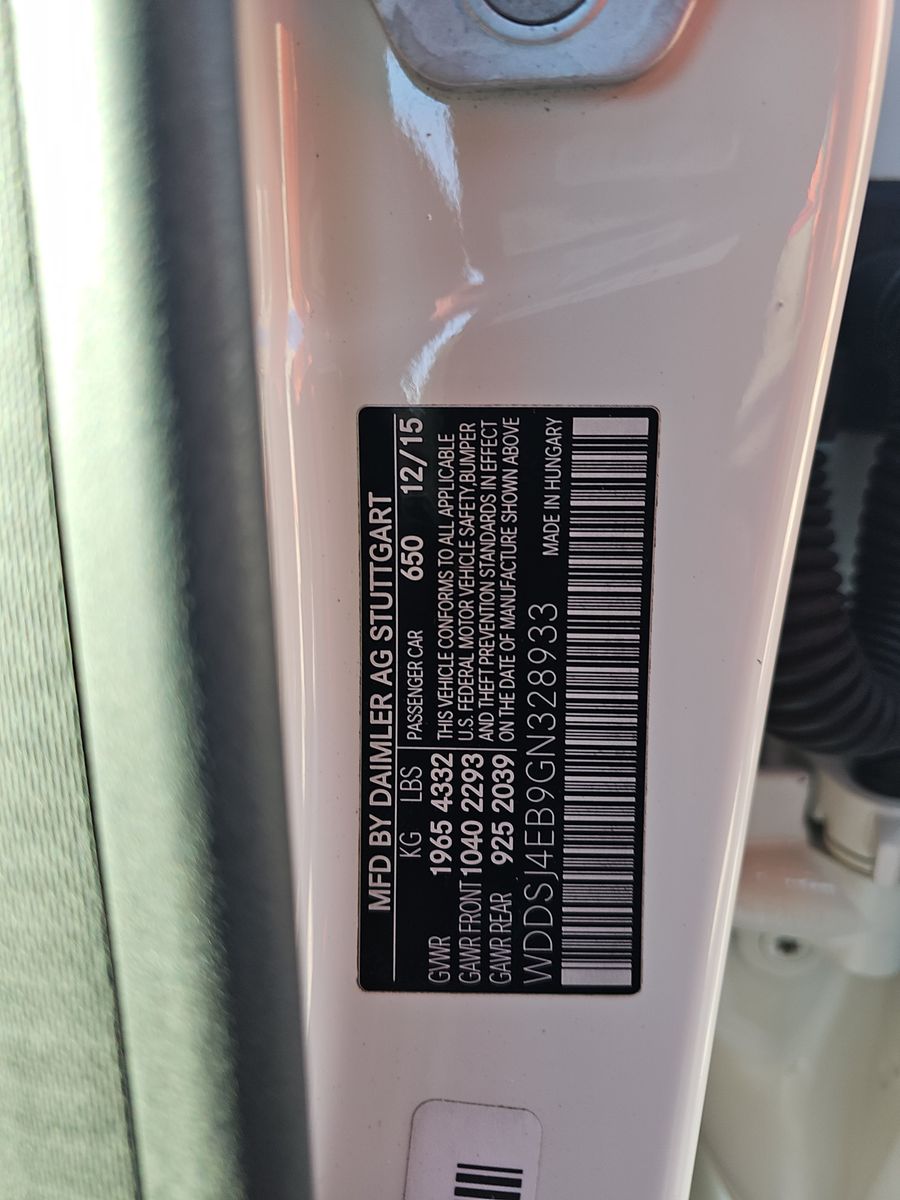 MFD BY DAIMLER AG STUTTGART
KG LBS PASSENGER CAR 650 12/15
GVWR 1965 4332 THIS VEHICLE CONFORMS TO ALL APPLICABLE
GAWR FRONT 1040 2293 U.S. FEDERAL MOTOR VEHICLE SAFETY,BUMPER
GAWR REAR 925 2039 AND THEFT PREVENTION STANDARDS IN EFFECT
ON THE DATE OF MANUFACTURE SHOWN ABOVE
WDDSJ4EB9GN328933 MADE IN HUNGARY